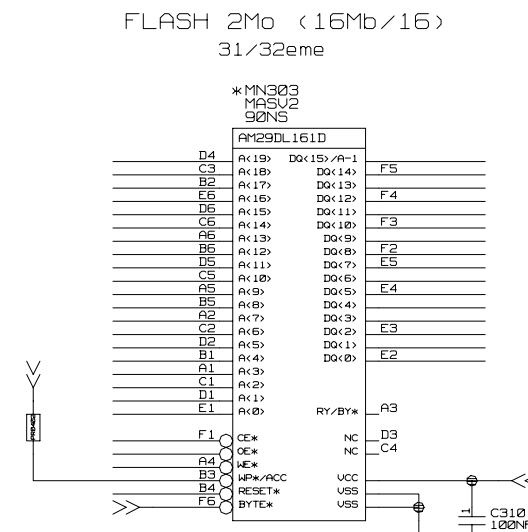 FLASH 2Mo (16Mb/16)
31/32eme
*MN303
MASV2
90NS
AM29DL161D
D4 A<19> DQ<15>/A-1
C3 A<18> DQ<14> F5
B2 A<17> DQ<13>
E6 A<16> DQ<12> F4
D6 A<15> DQ<11>
C6 A<14> DQ<10> F3
A6 A<13> DQ<9>
B6 A<12> DQ<8> F2
D5 A<11> DQ<7> E5
C5 A<10> DQ<6>
A5 A<9> DQ<5> E4
B5 A<8> DQ<4>
A2 A<7> DQ<3>
C2 A<6> DQ<2> E3
D2 A<5> DQ<1>
B1 A<4> DQ<0> E2
A1 A<3>
C1 A<2>
D1 A<1>
E1 A<0> RY/BY* A3
F1 CE* NC D3
OE* NC C4
A4 WE*
B3 WP*/ACC VCC
B4 RESET* VSS
F6 BYTE* VSS
1
C310
100NF